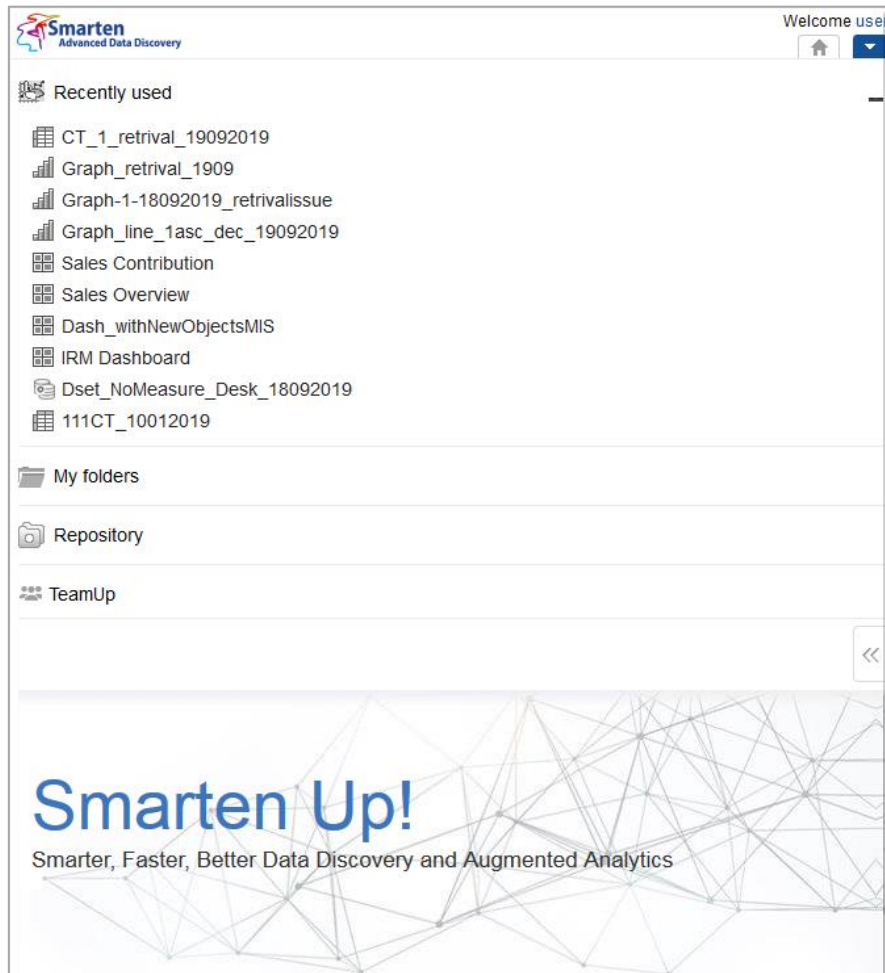 Smarten
Advanced Data Discovery
Welcome use
Recently used
CT_1_retrival_19092019
Graph_retrival_1909
Graph-1-18092019_retrivalissue
Graph_line_1asc_dec_19092019
Sales Contribution
Sales Overview
Dash_withNewObjectsMIS
IRM Dashboard
Dset_NoMeasure_Desk_18092019
111CT_10012019
My folders
Repository
TeamUp
Smarten Up!
Smarter, Faster, Better Data Discovery and Augmented Analytics